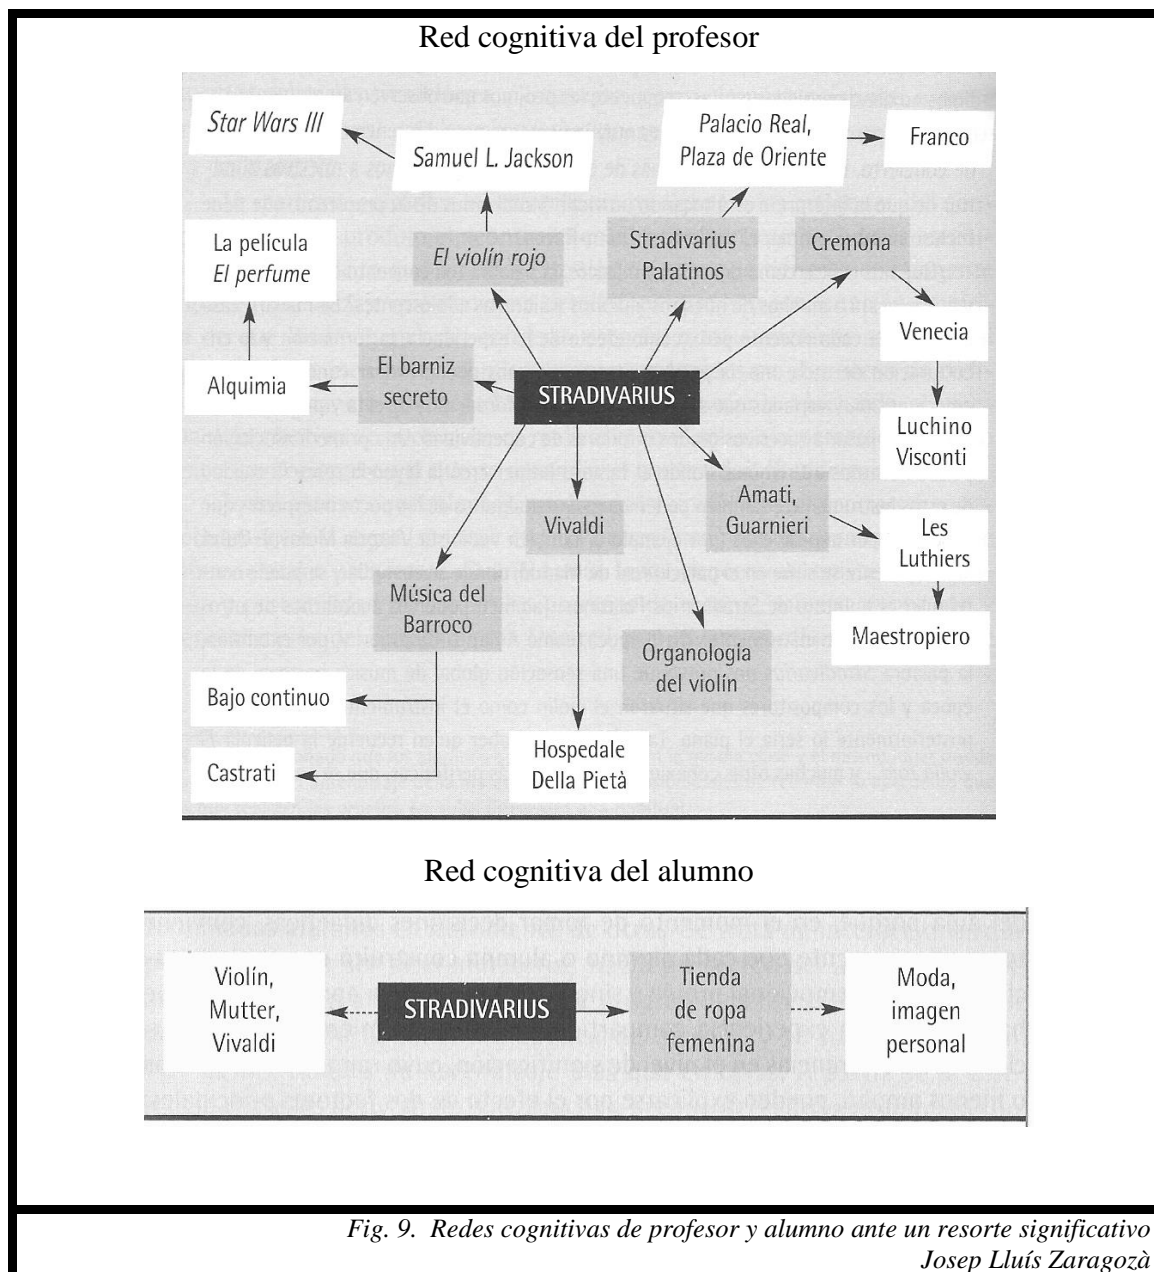 Red cognitiva del profesor
Star Wars III
Samuel L. Jackson
Palacio Real,
Plaza de Oriente
Franco
La película
El perfume
El violín rojo
Stradivarius
Palatinos
Cremona
Venecia
Alquimia
El barniz
secreto
STRADIVARIUS
Luchino
Visconti
Vivaldi
Amati,
Guarnieri
Les
Luthiers
Música del
Barroco
Organología
del violín
Maestropiero
Bajo continuo
Castrati
Hospedale
Della Pietà
Red cognitiva del alumno
Violín,
Mutter,
Vivaldi
STRADIVARIUS
Tienda
de ropa
femenina
Moda,
imagen
personal
Fig. 9. Redes cognitivas de profesor y alumno ante un resorte significativo
Josep Lluís Zaragozà